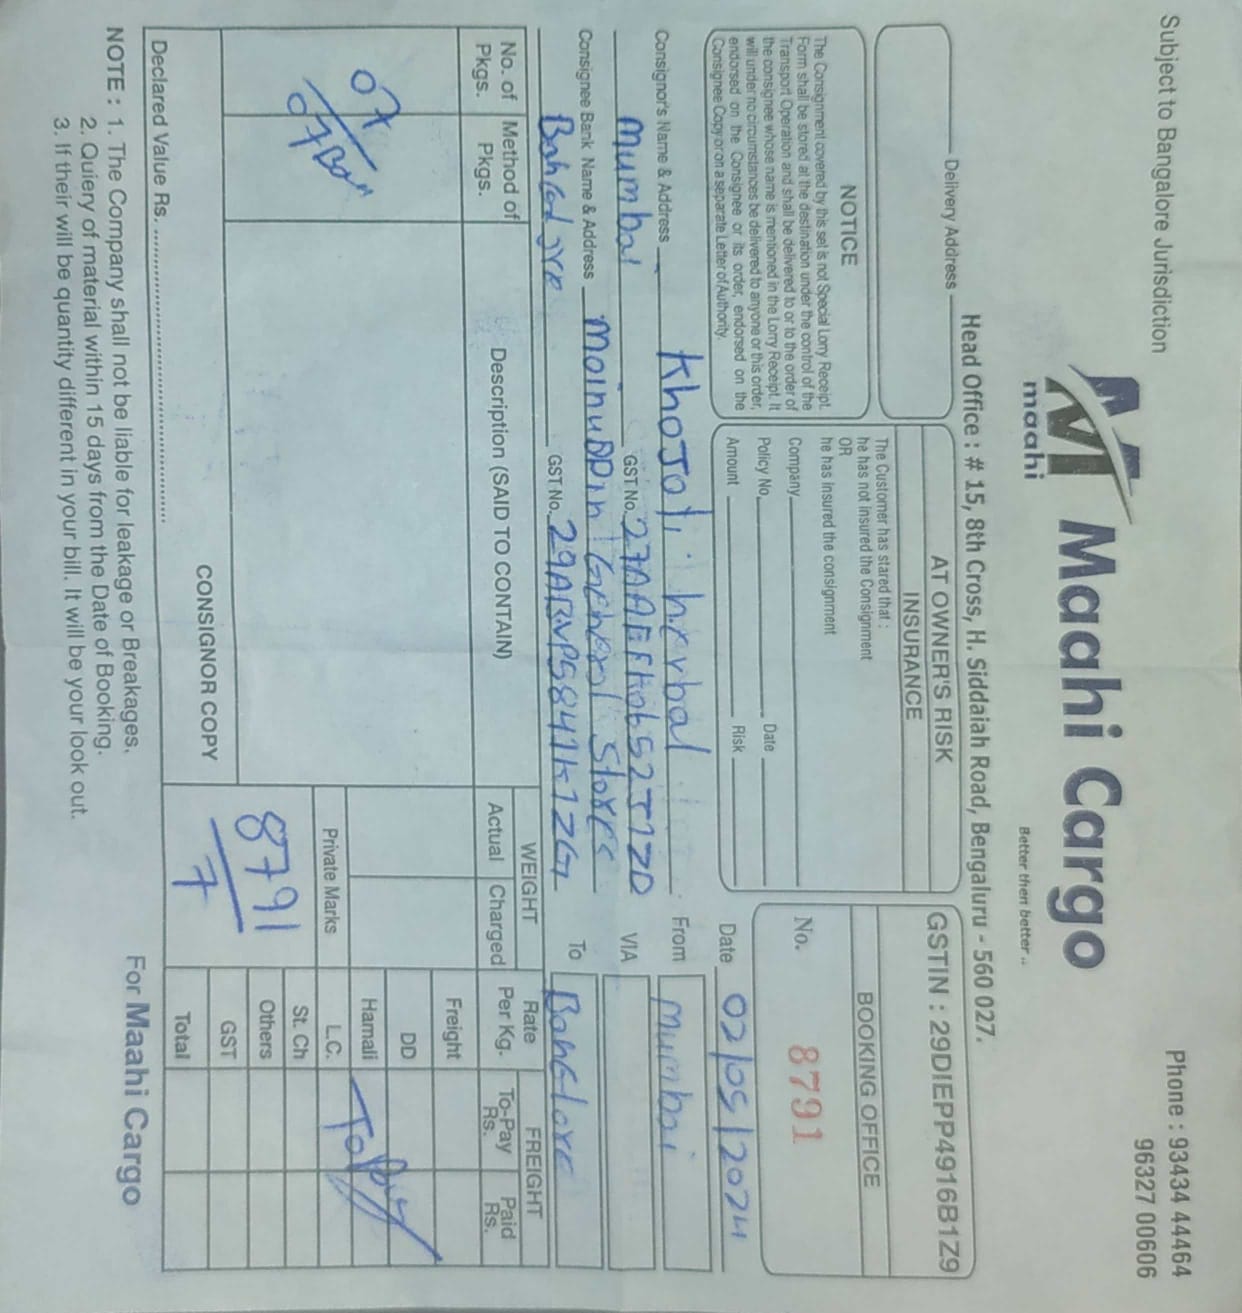 Subject to Bangalore Jurisdiction
Phone : 93434 44464
96327 00606
maahi
Maahi Cargo
Better then better ..
Head Office : # 15, 8th Cross, H. Siddaiah Road, Bengaluru - 560 027.
Delivery Address
AT OWNER'S RISK
INSURANCE
GSTIN : 29DIEPP4916B1Z9
BOOKING OFFICE
NOTICE
The Consignment covered by this set is not Special Lorry Receipt.
Form shall be stored at the destination under the control of the
Transport Operation and shall be delivered to or to the order of
the consignee whose name is mentioned in the Lorry Receipt. It
will under no circumstances be delivered to anyone or this order,
endorsed on the Consignee or its order, endorsed on the
Consignee Copy or on a separate Letter of Authority.
The Customer has stared that :
he has not insured the Consignment
OR
he has insured the consignment
Company
Policy No. Date
Amount Risk
No. 8791
Date 02/05/2024
Consignor's Name & Address Khojati herbal
From Mumbai
Mumbai GST No.
VIA
Consignee Bank Name & Address Moinuddin General Stores
To Banglore
GST No. 29ABVPS8471K1ZG
No. of Pkgs.
Method of Pkgs.
Description (SAID TO CONTAIN)
WEIGHT
Actual Charged
Rate Per Kg.
FREIGHT
To-Pay Rs.
Paid Rs.
07
Freight
DD
Hamali
L.C.
St. Ch
Others
GST
Total
Topay
Private Marks
8791
7
CONSIGNOR COPY
Declared Value Rs.
NOTE : 1. The Company shall not be liable for leakage or Breakages.
2. Quiery of material within 15 days from the Date of Booking.
3. If their will be quantity different in your bill. It will be your look out.
For Maahi Cargo